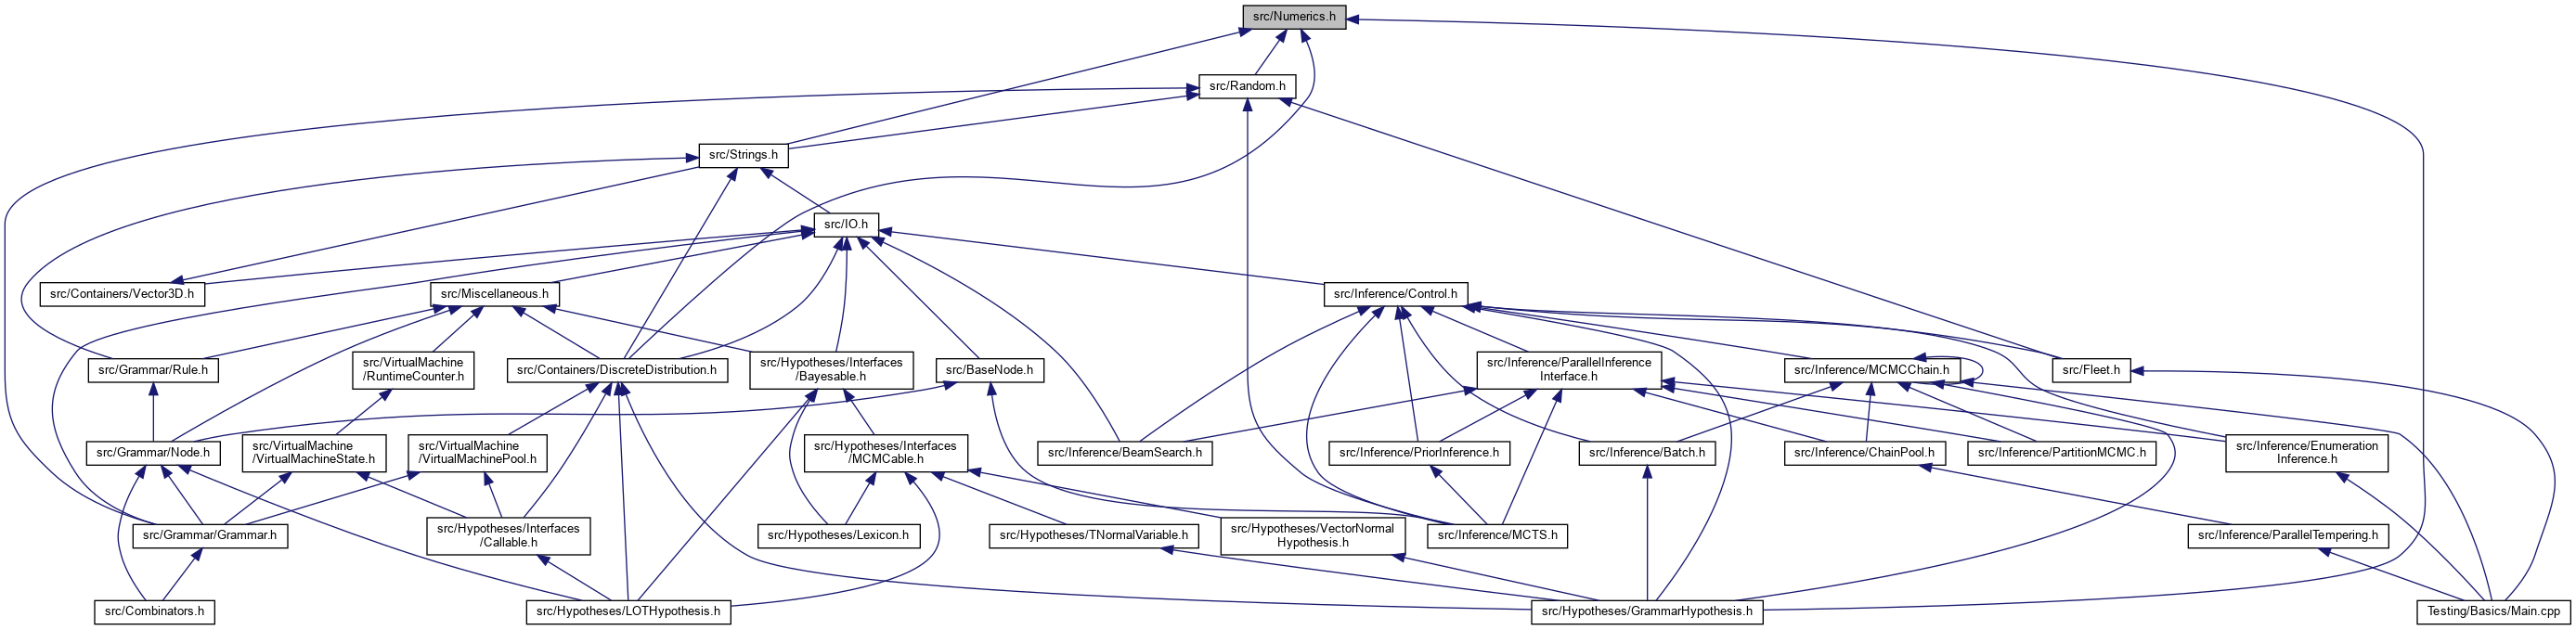 src/Numerics.h
src/Random.h
src/Strings.h
src/IO.h
src/Containers/Vector3D.h
src/Miscellaneous.h
src/Inference/Control.h
src/Grammar/Rule.h
src/VirtualMachine
/RuntimeCounter.h
src/Containers/DiscreteDistribution.h
src/Hypotheses/Interfaces
/Bayesable.h
src/BaseNode.h
src/Inference/ParallelInference
Interface.h
src/Inference/MCMCChain.h
src/Fleet.h
src/Grammar/Node.h
src/VirtualMachine
/VirtualMachineState.h
src/VirtualMachine
/VirtualMachinePool.h
src/Hypotheses/Interfaces
/MCMCable.h
src/Inference/BeamSearch.h
src/Inference/PriorInference.h
src/Inference/Batch.h
src/Inference/ChainPool.h
src/Inference/PartitionMCMC.h
src/Inference/Enumeration
Inference.h
src/Grammar/Grammar.h
src/Hypotheses/Interfaces
/Callable.h
src/Hypotheses/Lexicon.h
src/Hypotheses/TNormalVariable.h
src/Hypotheses/VectorNormal
Hypothesis.h
src/Inference/MCTS.h
src/Inference/ParallelTempering.h
src/Combinators.h
src/Hypotheses/LOTHypothesis.h
src/Hypotheses/GrammarHypothesis.h
Testing/Basics/Main.cpp